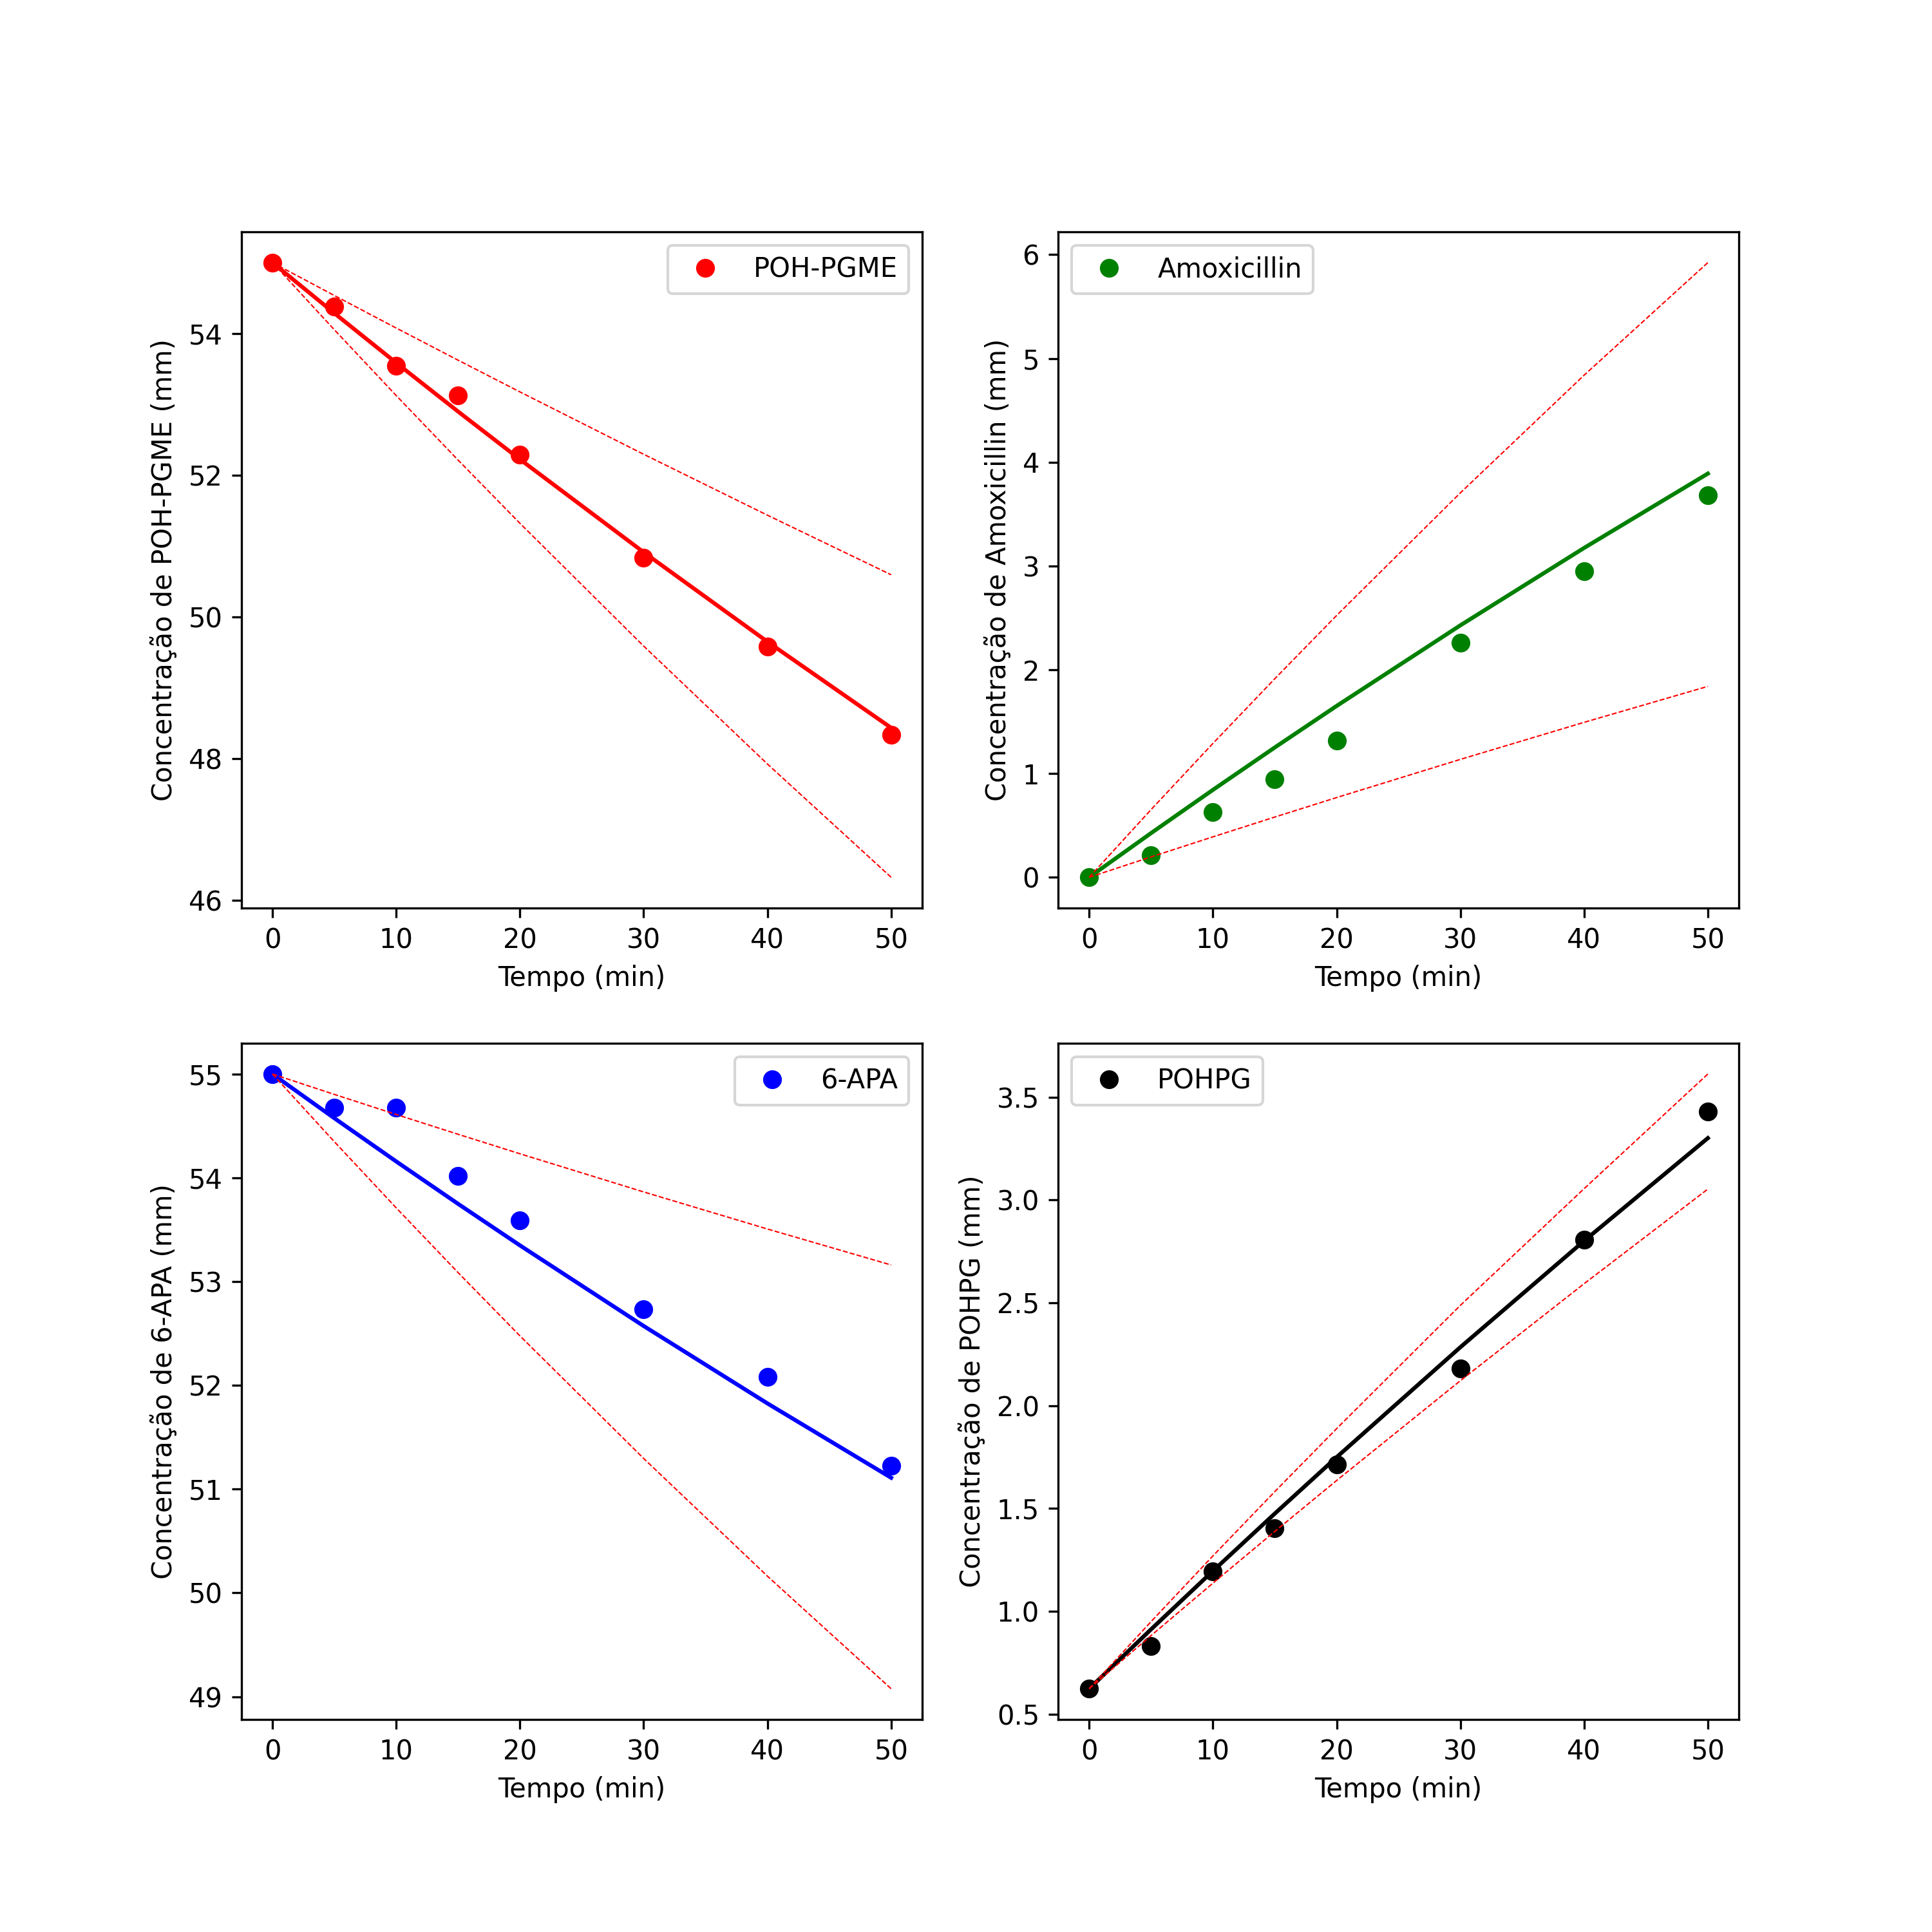 POH-PGME
Concentração de POH-PGME (mm)
54
52
50
48
46
0 10 20 30 40 50
Tempo (min)
Amoxicillin
Concentração de Amoxicillin (mm)
6
5
4
3
2
1
0
0 10 20 30 40 50
Tempo (min)
6-APA
Concentração de 6-APA (mm)
55
54
53
52
51
50
49
0 10 20 30 40 50
Tempo (min)
POHPG
Concentração de POHPG (mm)
3.5
3.0
2.5
2.0
1.5
1.0
0.5
0 10 20 30 40 50
Tempo (min)